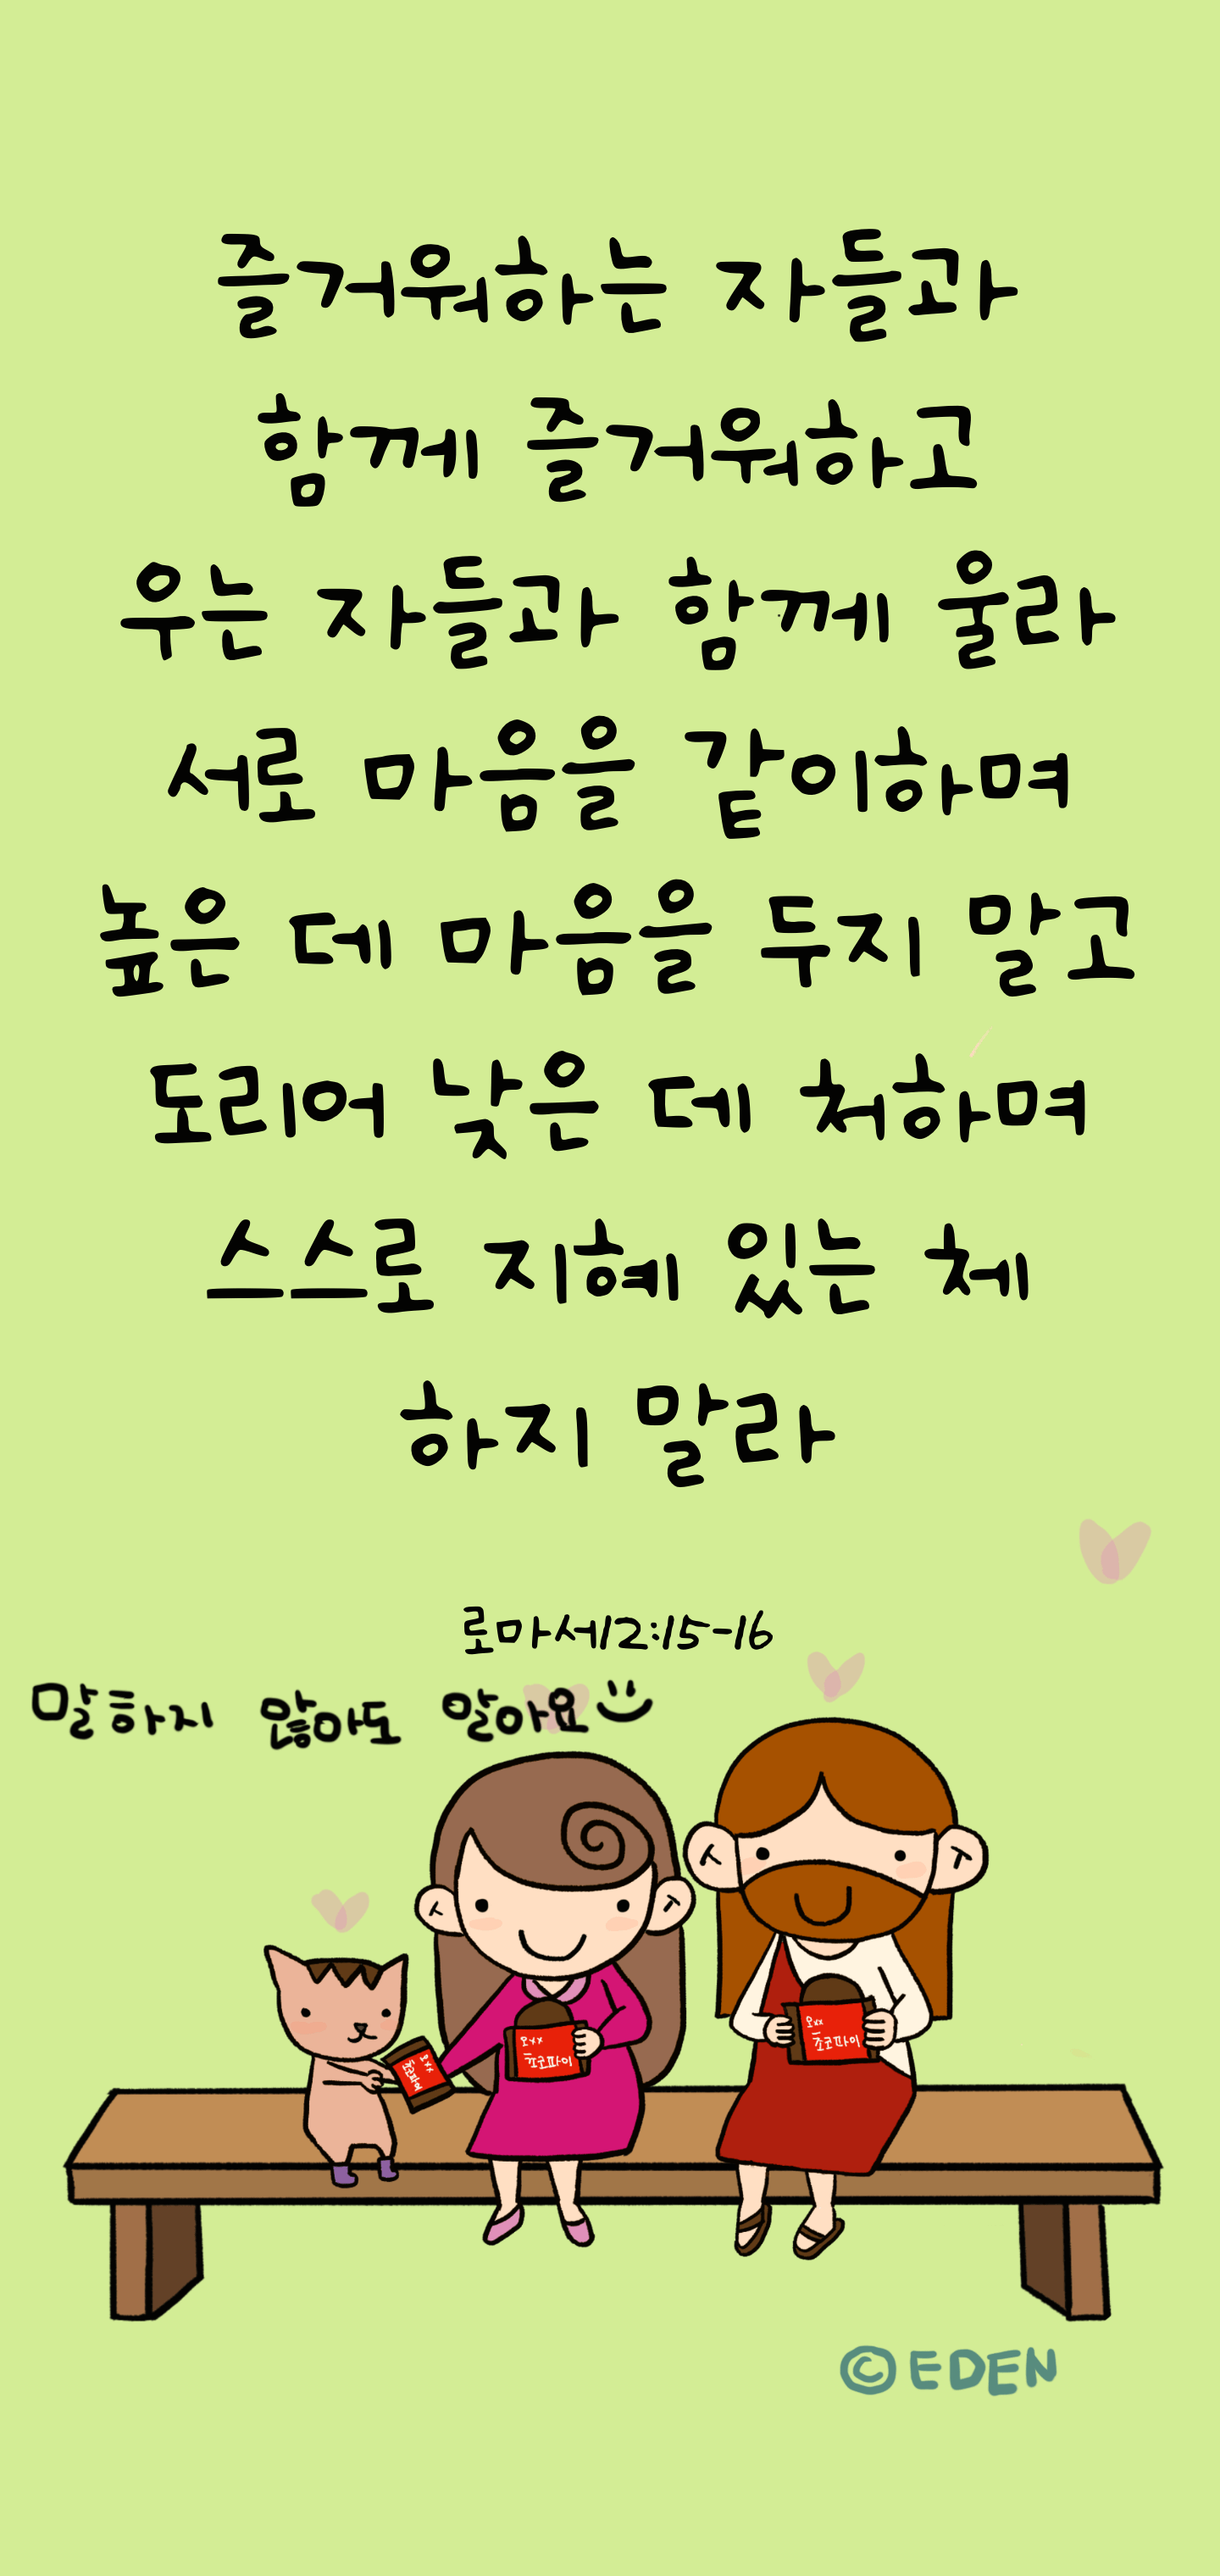 즐거워하는 자들과
함께 즐거워하고
우는 자들과 함께 울라
서로 마음을 같이하며
높은 데 마음을 두지 말고
도리어 낮은 데 처하며
스스로 지혜 있는 체
하지 말라
로마서12:15-16
말하지 않아도 알아요
오xx
초코파이
오xx
초코파이
오xx
초코파이
©EDEN